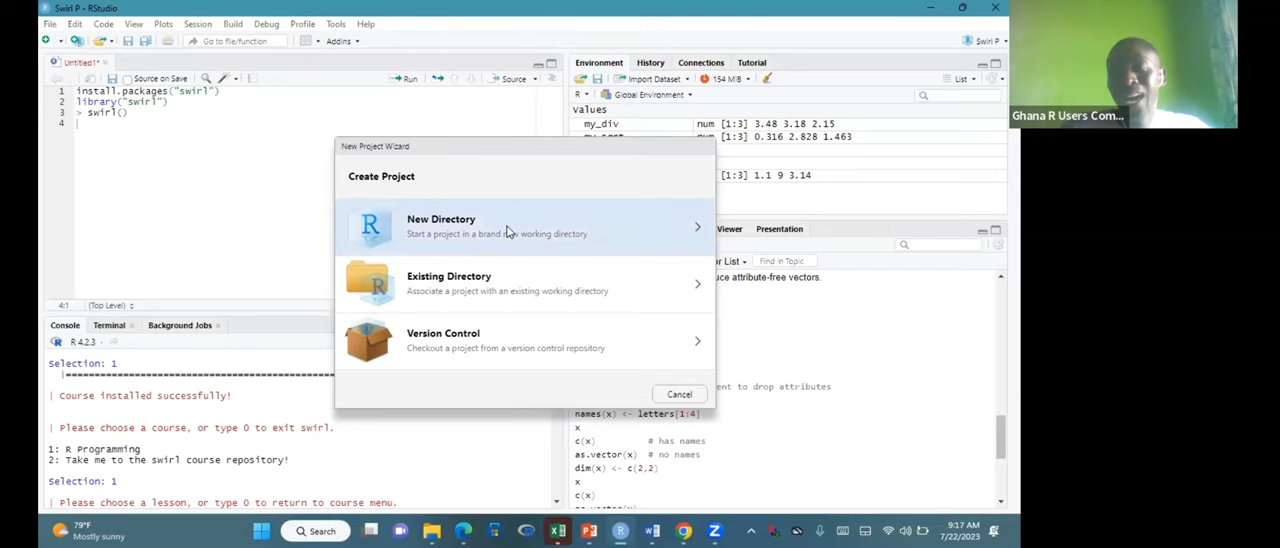 Swirl P - RStudio
File Edit Code View Plots Session Build Debug Profile Tools Help
Go to file/function Addins Swirl P
Untitled1*
Source on Save Run Source
1 install.packages("swirl")
2 library("swirl")
3 > swirl()
4
4:1 (Top Level)
Console Terminal Background Jobs
R 4.2.3
Selection: 1
|====================================
| Course installed successfully!
| Please choose a course, or type 0 to exit swirl.
1: R Programming
2: Take me to the swirl course repository!
Selection: 1
| Please choose a lesson, or type 0 to return to course menu.
Environment History Connections Tutorial
Import Dataset 154 MiB List
R Global Environment
Values
my_div num [1:3] 3.48 3.18 2.15
num [1:3] 0.316 2.828 1.463
[1:3] 1.1 9 3.14
New Project Wizard
Create Project
New Directory
Start a project in a brand new working directory
Existing Directory
Associate a project with an existing working directory
Version Control
Checkout a project from a version control repository
Cancel
Viewer Presentation
List Find in Topic
attribute-free vectors.
to drop attributes
names(x) <- letters[1:4]
x
c(x) # has names
as.vector(x) # no names
dim(x) <- c(2,2)
x
c(x)
Ghana R Users Com...
79°F
Mostly sunny
Search
9:17 AM
7/22/2023